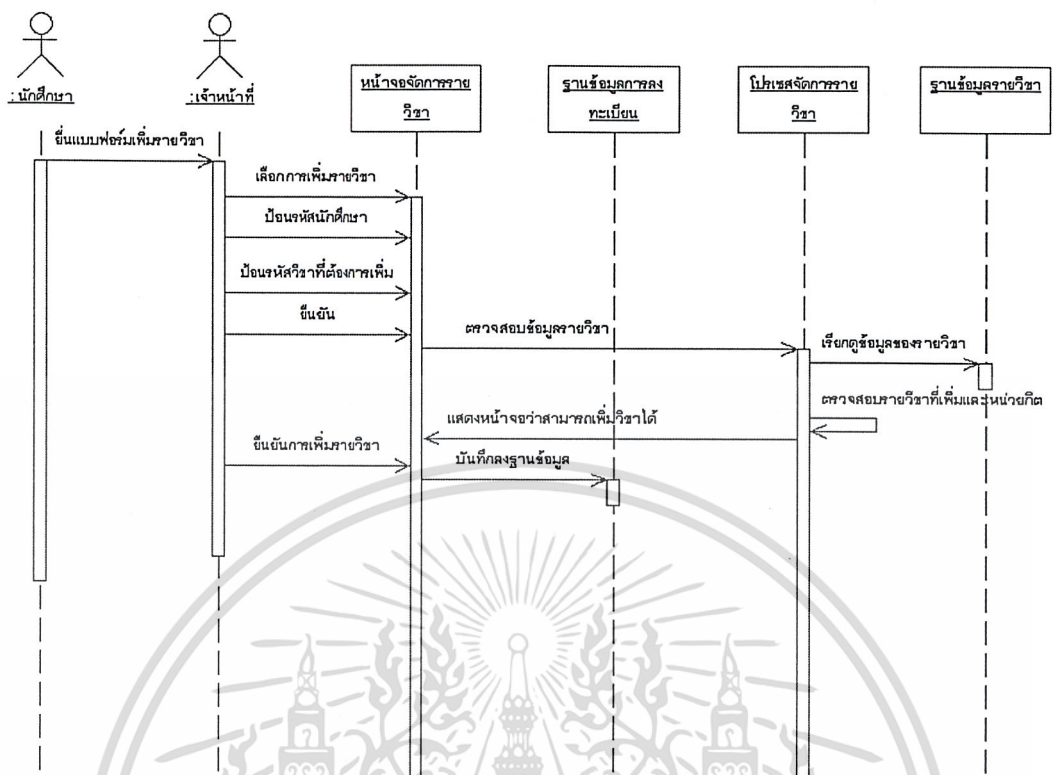 : นักศึกษา
: เจ้าหน้าที่
หน้าจอจัดการราย
วิชา
ฐานข้อมูลการลง
ทะเบียน
โปรเซสจัดการราย
วิชา
ฐานข้อมูลรายวิชา
ยื่นแบบฟอร์มเพิ่มรายวิชา
เลือกการเพิ่มรายวิชา
ป้อนรหัสนักศึกษา
ป้อนรหัสวิชาที่ต้องการเพิ่ม
ยืนยัน
ตรวจสอบข้อมูลรายวิชา
เรียกดูข้อมูลของรายวิชา
ตรวจสอบรายวิชาที่เพิ่มและหน่วยกิต
แสดงหน้าจอว่าสามารถเพิ่มวิชาได้
ยืนยันการเพิ่มรายวิชา
บันทึกลงฐานข้อมูล